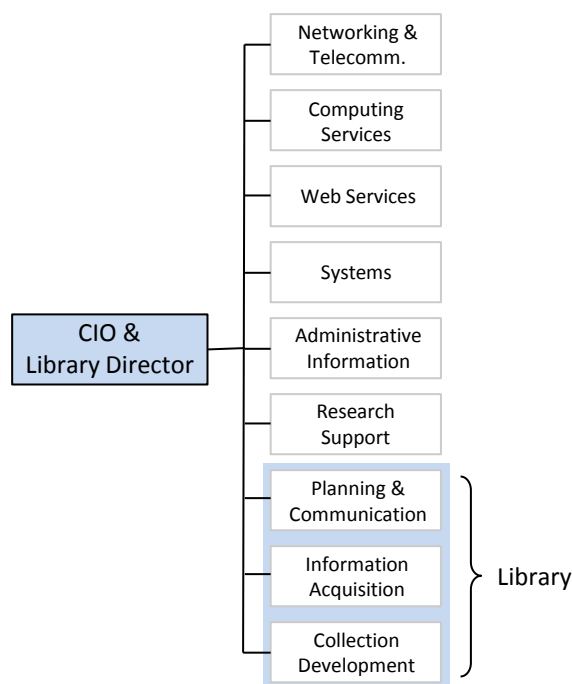 Networking &
Telecomm.
Computing
Services
Web Services
Systems
CIO &
Library Director
Administrative
Information
Research
Support
Planning &
Communication
Information
Acquisition
Library
Collection
Development